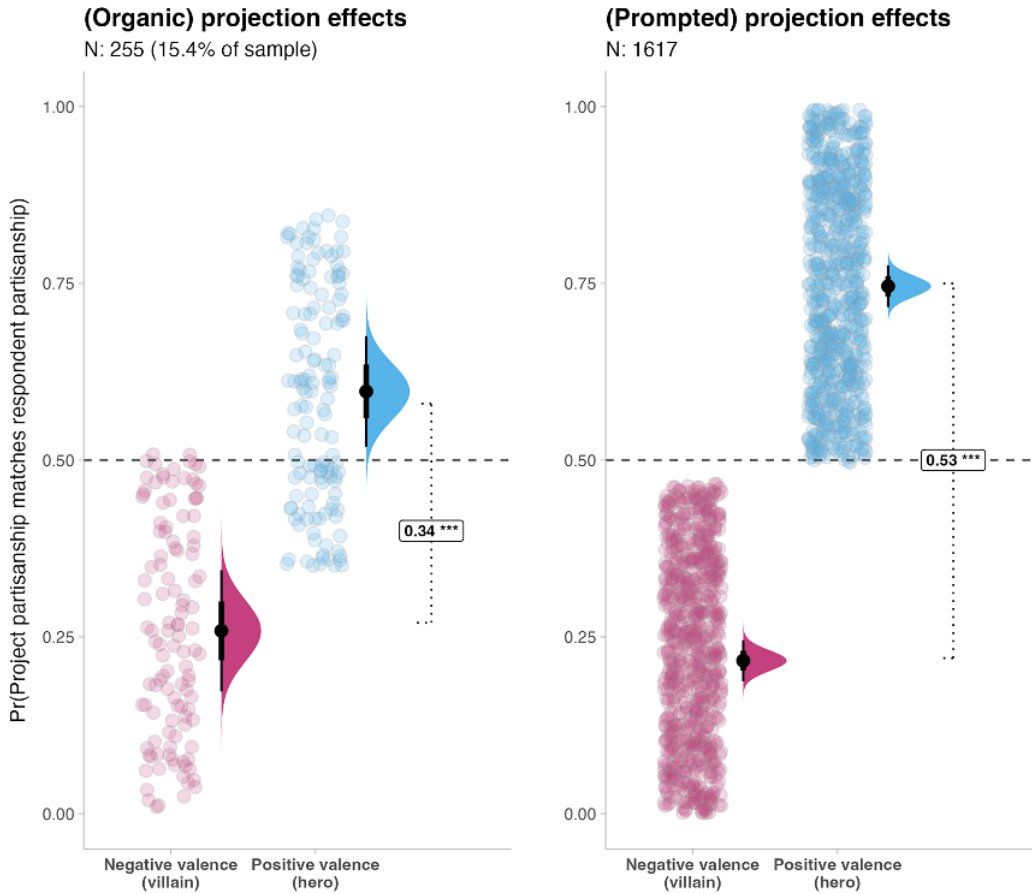 (Organic) projection effects
N: 255 (15.4% of sample)
Pr(Project partisanship matches respondent partisanship)
1.00
0.75
0.50
0.25
0.00
0.34 ***
Negative valence
(villain)
Positive valence
(hero)
(Prompted) projection effects
N: 1617
1.00
0.75
0.50
0.25
0.00
0.53 ***
Negative valence
(villain)
Positive valence
(hero)